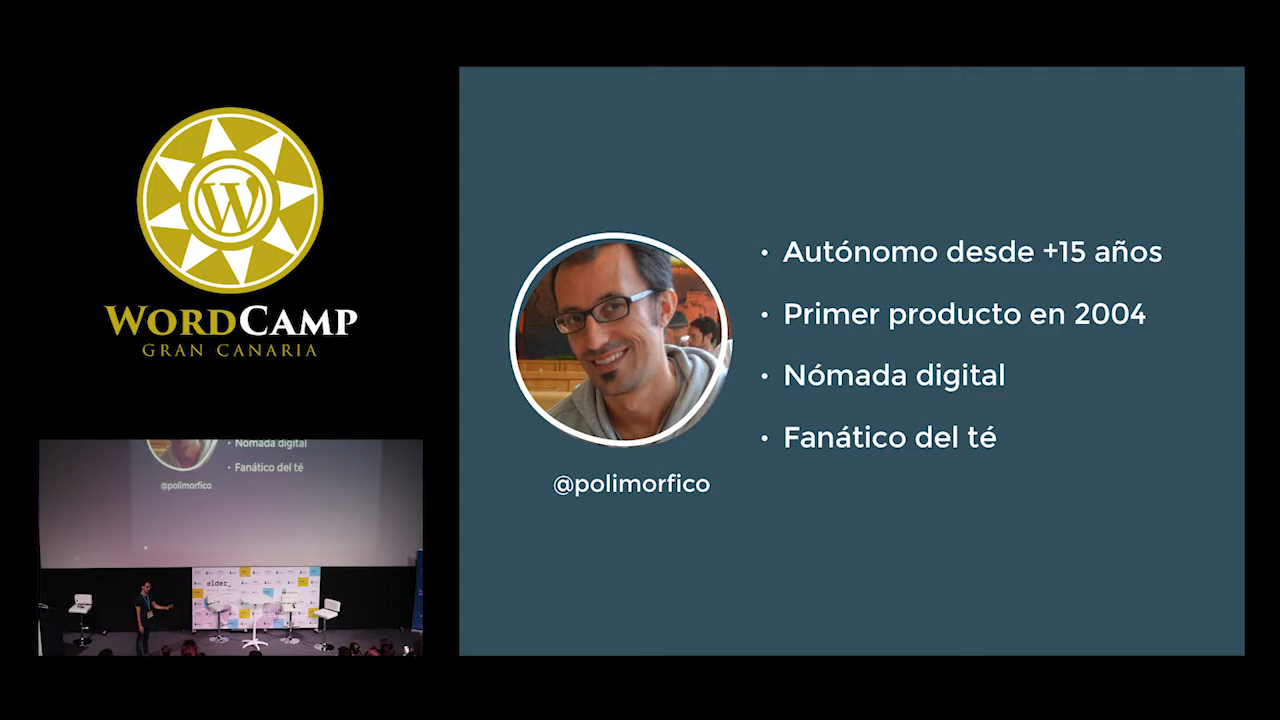 WORDCAMP
GRAN CANARIA
• Autónomo desde +15 años
• Primer producto en 2004
• Nómada digital
• Fanático del té
@polimorfico
• Nómada digital
• Fanático del té
@polimorfico
elder_